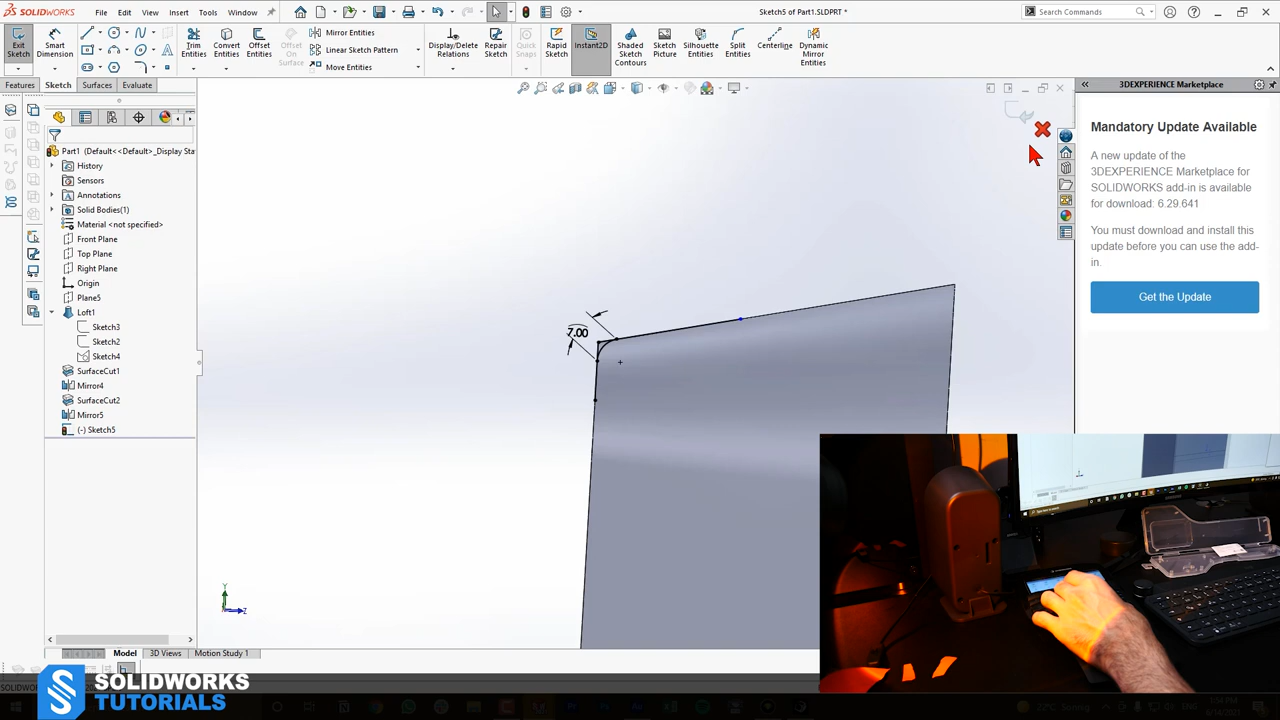 SOLIDWORKS
File Edit View Insert Tools Window
Sketch5 of Part1.SLDPRT *
Search Commands
Exit Sketch
Smart Dimension
Trim Entities
Convert Entities
Offset Entities
Offset On Surface
Mirror Entities
Linear Sketch Pattern
Move Entities
Display/Delete Relations
Repair Sketch
Quick Snaps
Rapid Sketch
Instant2D
Shaded Sketch Contours
Sketch Picture
Silhouette Entities
Split Entities
Centerline
Dynamic Mirror Entities
Features Sketch Surfaces Evaluate
3DEXPERIENCE Marketplace
Part1 (Default<<Default>_Display Sta
History
Sensors
Annotations
Solid Bodies(1)
Material <not specified>
Front Plane
Top Plane
Right Plane
Origin
Plane5
Loft1
Sketch3
Sketch2
Sketch4
SurfaceCut1
Mirror4
SurfaceCut2
Mirror5
(-) Sketch5
Mandatory Update Available
A new update of the
3DEXPERIENCE Marketplace for
SOLIDWORKS add-in is available
for download: 6.29.641
You must download and install this
update before you can use the add-
in.
Get the Update
7.00
Y
Z
Model 3D Views Motion Study 1
SOLIDWORKS
TUTORIALS